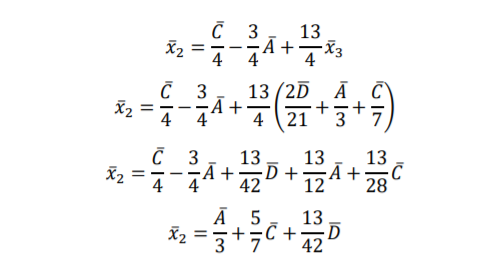 x̄₂ = C̄/4 − 3/4 Ā + 13/4 x̄₃
x̄₂ = C̄/4 − 3/4 Ā + 13/4 (2D̄/21 + Ā/3 + C̄/7)
x̄₂ = C̄/4 − 3/4 Ā + 13/42 D̄ + 13/12 Ā + 13/28 C̄
x̄₂ = Ā/3 + 5/7 C̄ + 13/42 D̄